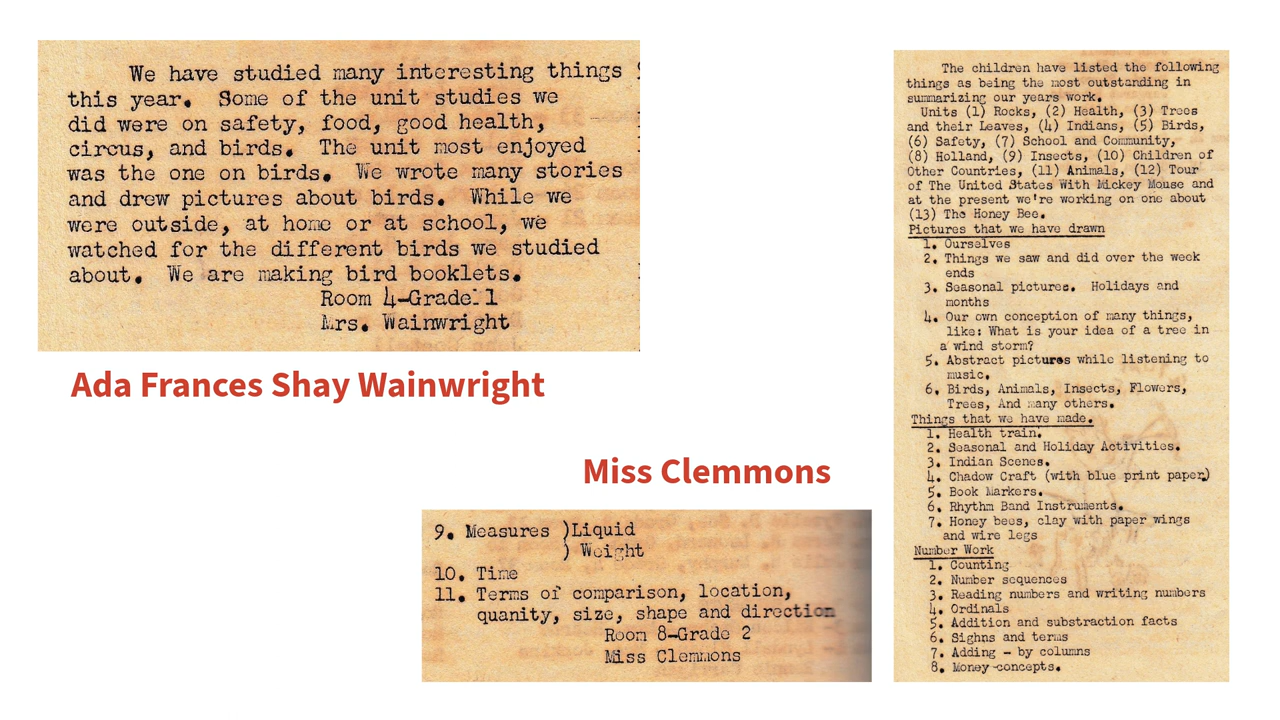 We have studied many interesting things
this year. Some of the unit studies we
did were on safety, food, good health,
circus, and birds. The unit most enjoyed
was the one on birds. We wrote many stories
and drew pictures about birds. While we
were outside, at home or at school, we
watched for the different birds we studied
about. We are making bird booklets.
Room 4-Grade 1
Mrs. Wainwright
Ada Frances Shay Wainwright
The children have listed the following
things as being the most outstanding in
summarizing our years work.
Units (1) Rocks, (2) Health, (3) Trees
and their Leaves, (4) Indians, (5) Birds,
(6) Safety, (7) School and Community,
(8) Holland, (9) Insects, (10) Children of
Other Countries, (11) Animals, (12) Tour
of The United States With Mickey Mouse and
at the present we're working on one about
(13) The Honey Bee.
Pictures that we have drawn
1. Ourselves
2. Things we saw and did over the week
ends
3. Seasonal pictures. Holidays and
months
4. Our own conception of many things,
like: What is your idea of a tree in
a wind storm?
5. Abstract pictures while listening to
music.
6. Birds, Animals, Insects, Flowers,
Trees, And many others.
Things that we have made.
1. Health train.
2. Seasonal and Holiday Activities.
3. Indian Scenes.
4. Chadow Craft (with blue print paper)
5. Book Markers.
6. Rhythm Band Instruments.
7. Honey bees, clay with paper wings
and wire legs
Number Work
1. Counting
2. Number sequences
3. Reading numbers and writing numbers
4. Ordinals
5. Addition and substraction facts
6. Sighns and terms
7. Adding - by columns
8. Money-concepts.
Miss Clemmons
9. Measures )Liquid
) Weight
10. Time
11. Terms of comparison, location,
quanity, size, shape and direction
Room 8-Grade 2
Miss Clemmons